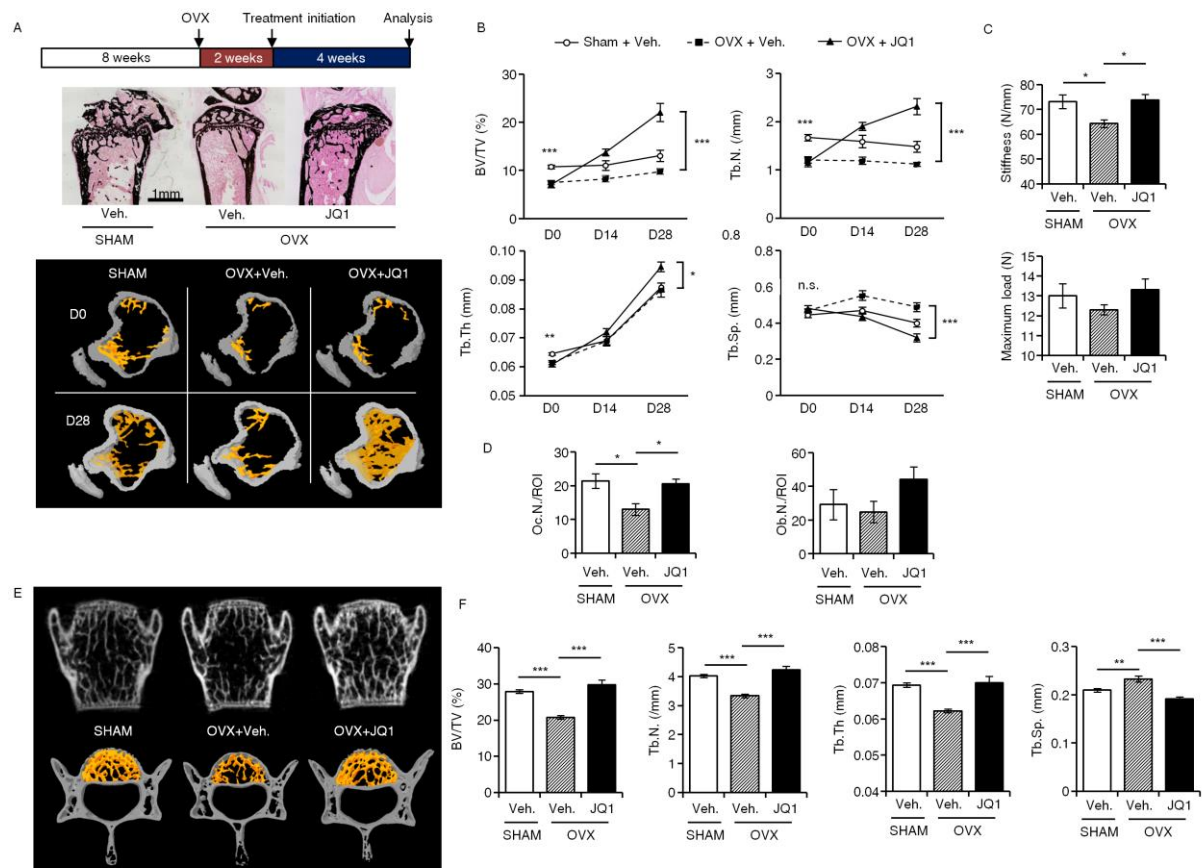 A
OVX
Treatment initiation
Analysis
8 weeks
2 weeks
4 weeks
1mm
Veh.
Veh.
JQ1
SHAM
OVX
SHAM
OVX+Veh.
OVX+JQ1
D0
D28
B
Sham + Veh.
OVX + Veh.
OVX + JQ1
BV/TV (%)
30
20
10
0
***
***
D0
D14
D28
Tb.N. (/mm)
3
2
1
0
***
***
D0
D14
D28
Tb.Th (mm)
0.10
0.09
0.08
0.07
0.06
0.05
**
*
D0
D14
D28
Tb.Sp. (mm)
0.8
0.6
0.4
0.2
0
n.s.
***
D0
D14
D28
C
Stiffness (N/mm)
80
70
60
50
40
*
*
Veh.
Veh.
JQ1
SHAM
OVX
Maximum load (N)
15
14
13
12
11
10
Veh.
Veh.
JQ1
SHAM
OVX
D
Oc.N./ROI
30
20
10
0
*
*
Veh.
Veh.
JQ1
SHAM
OVX
Ob.N./ROI
60
40
20
0
Veh.
Veh.
JQ1
SHAM
OVX
E
SHAM
OVX+Veh.
OVX+JQ1
F
BV/TV (%)
40
30
20
10
0
***
***
Veh.
Veh.
JQ1
SHAM
OVX
Tb.N. (/mm)
5
4
3
2
1
0
***
***
Veh.
Veh.
JQ1
SHAM
OVX
Tb.Th (mm)
0.08
0.07
0.06
0.05
0.04
***
***
Veh.
Veh.
JQ1
SHAM
OVX
Tb.Sp. (mm)
0.3
0.2
0.1
0
**
***
Veh.
Veh.
JQ1
SHAM
OVX